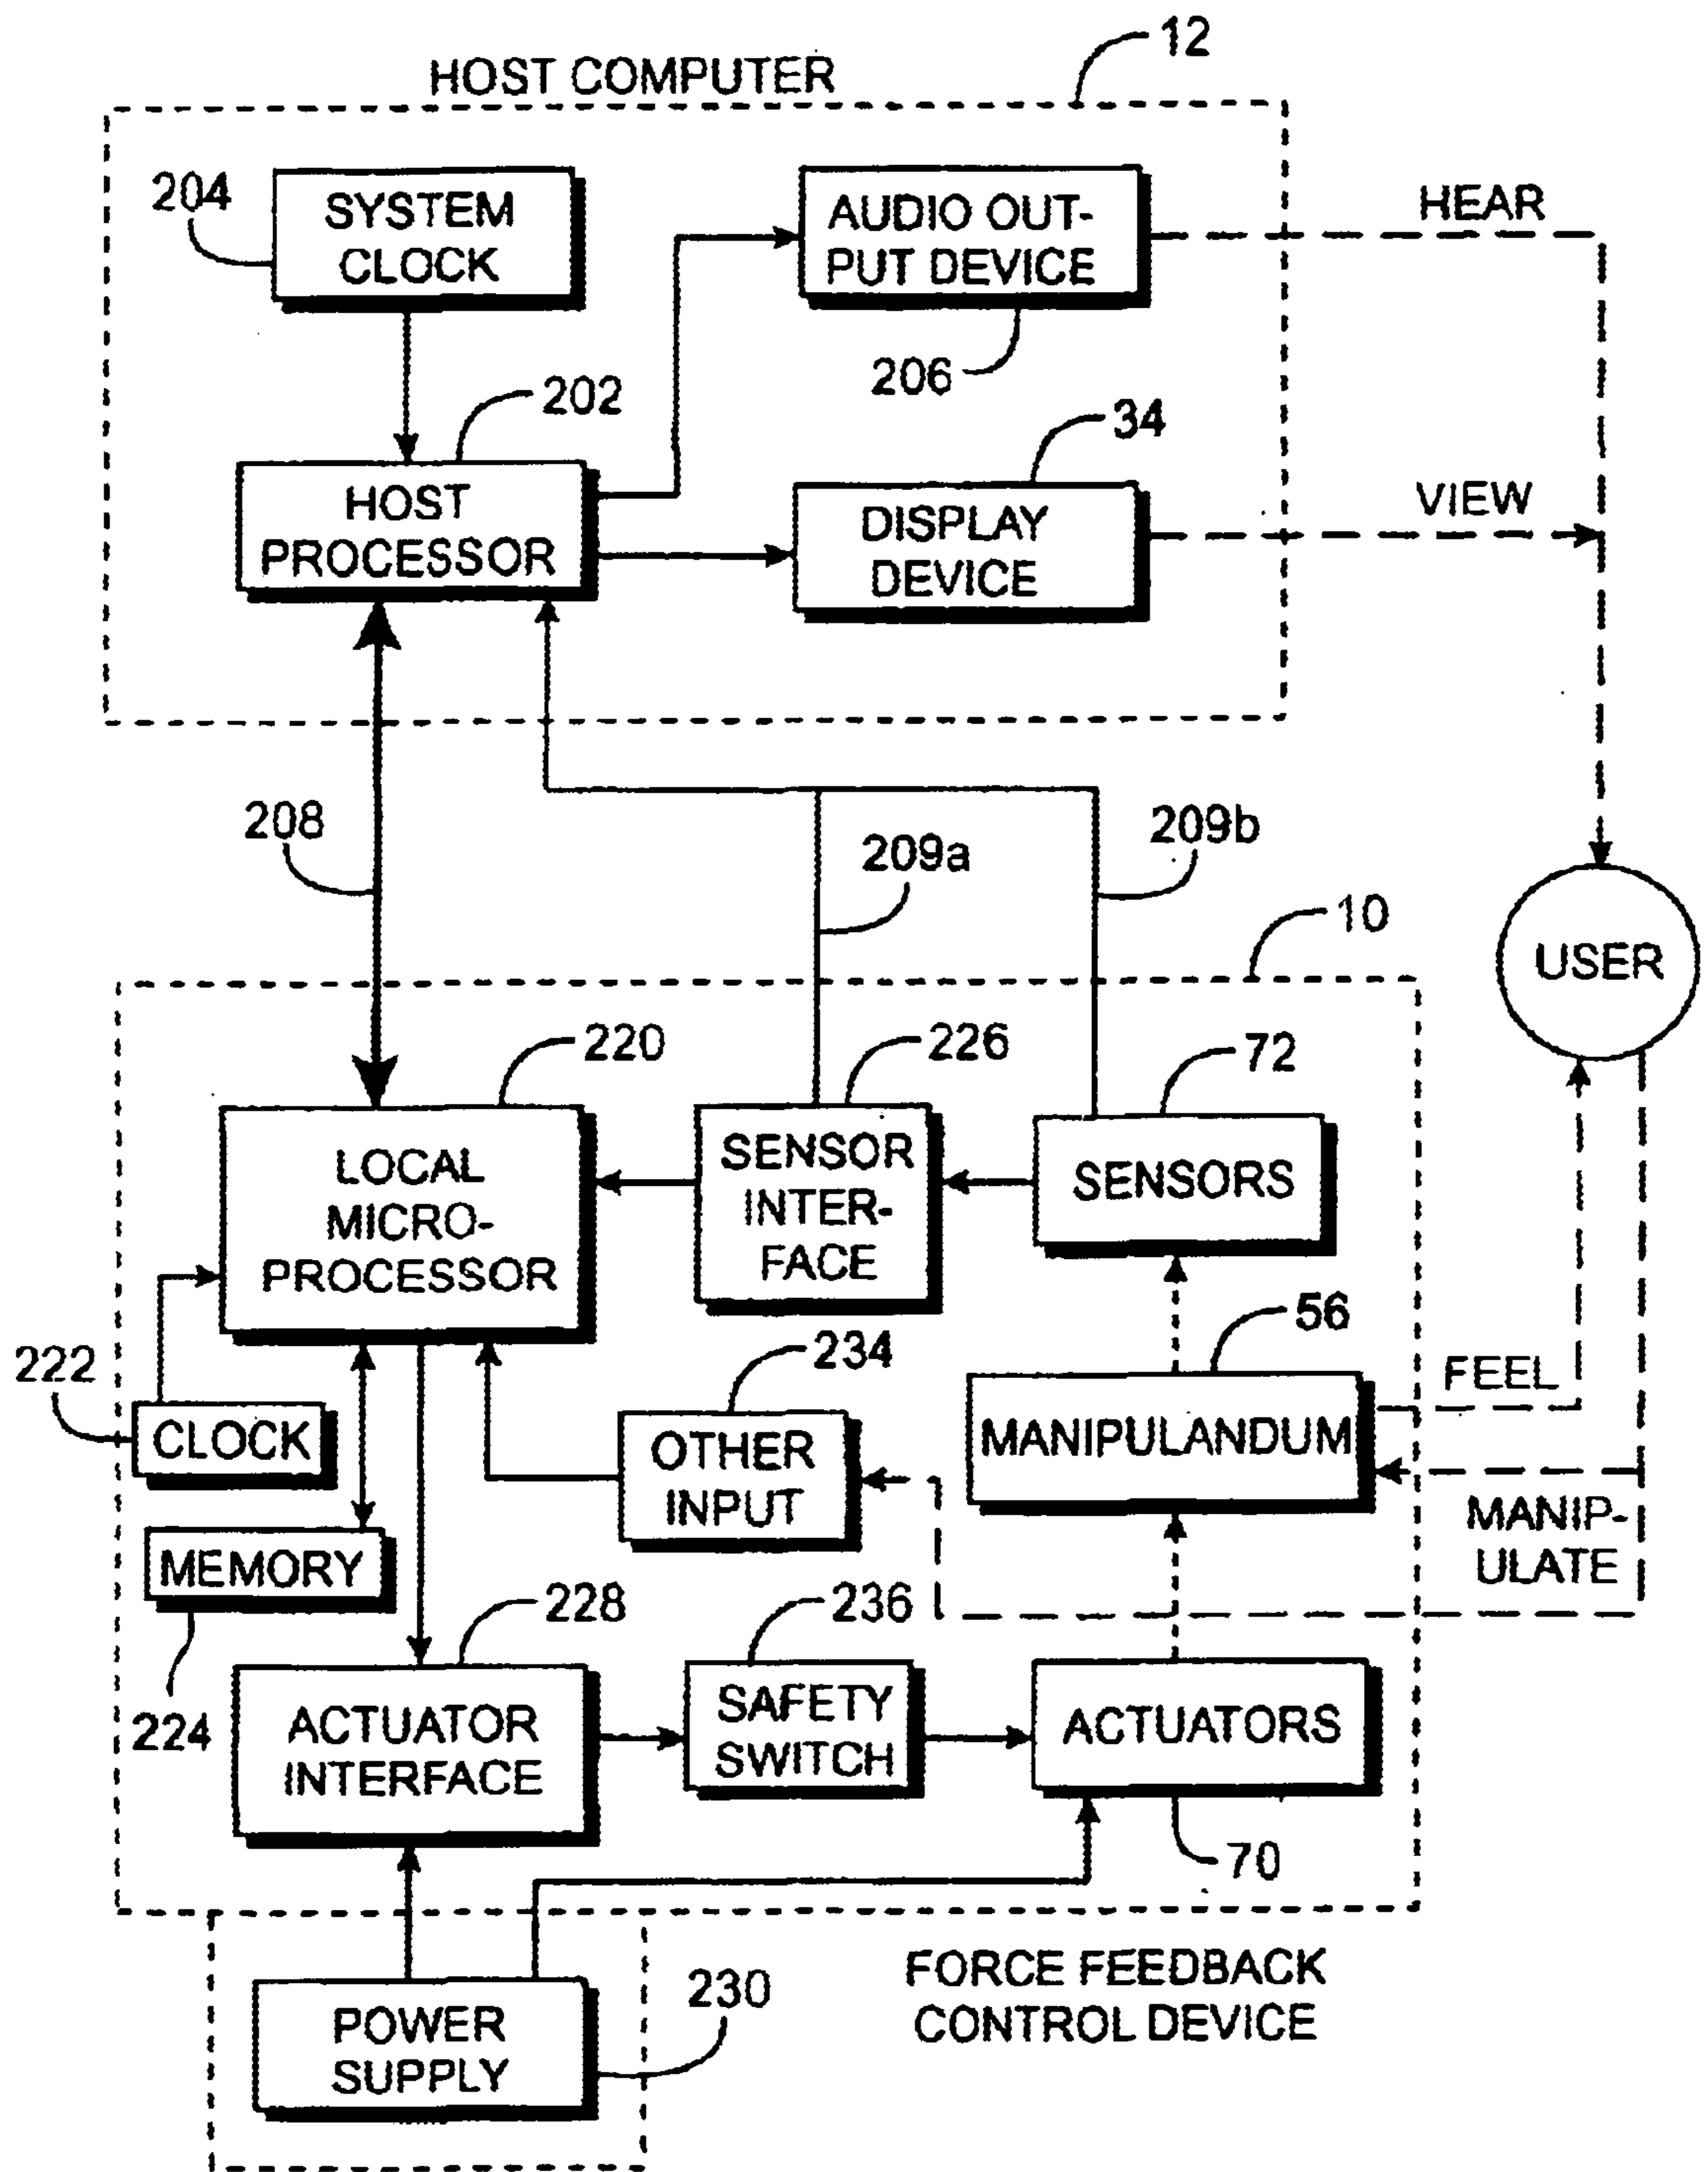 12
HOST COMPUTER
204
SYSTEM
CLOCK
AUDIO OUT-
PUT DEVICE
HEAR
206
202
34
HOST
PROCESSOR
DISPLAY
DEVICE
VIEW
208
209a
209b
10
USER
220
226
72
LOCAL
MICRO-
PROCESSOR
SENSOR
INTER-
FACE
SENSORS
56
222
234
FEEL
CLOCK
OTHER
INPUT
MANIPULANDUM
MANIP-
ULATE
MEMORY
228
236
224
ACTUATOR
INTERFACE
SAFETY
SWITCH
ACTUATORS
70
230
FORCE FEEDBACK
CONTROL DEVICE
POWER
SUPPLY